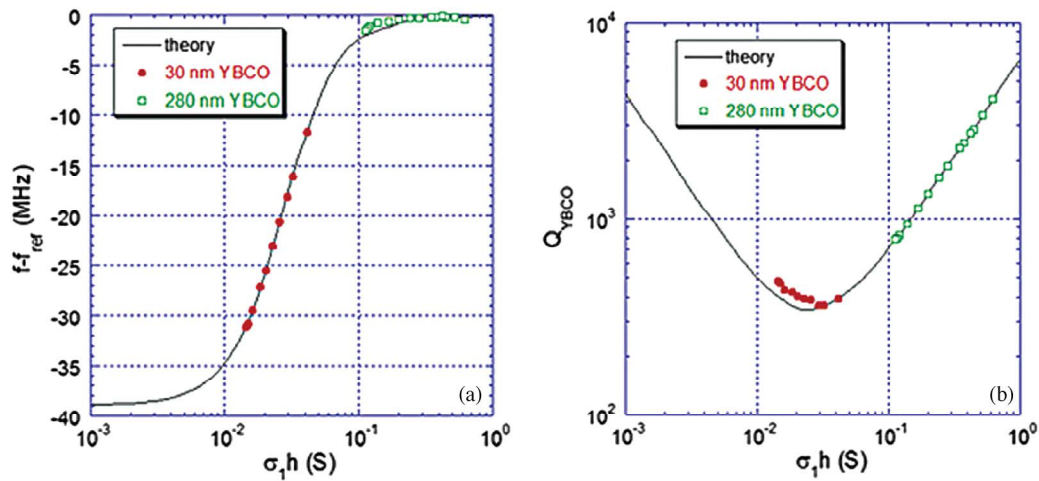 0
-5
-10
-15
-20
-25
-30
-35
-40
f-f_ref (MHz)
theory
30 nm YBCO
280 nm YBCO
(a)
10^-3 10^-2 10^-1 10^0
σ_1h (S)
10^4
10^3
10^2
Q_YBCO
theory
30 nm YBCO
280 nm YBCO
(b)
10^-3 10^-2 10^-1 10^0
σ_1h (S)